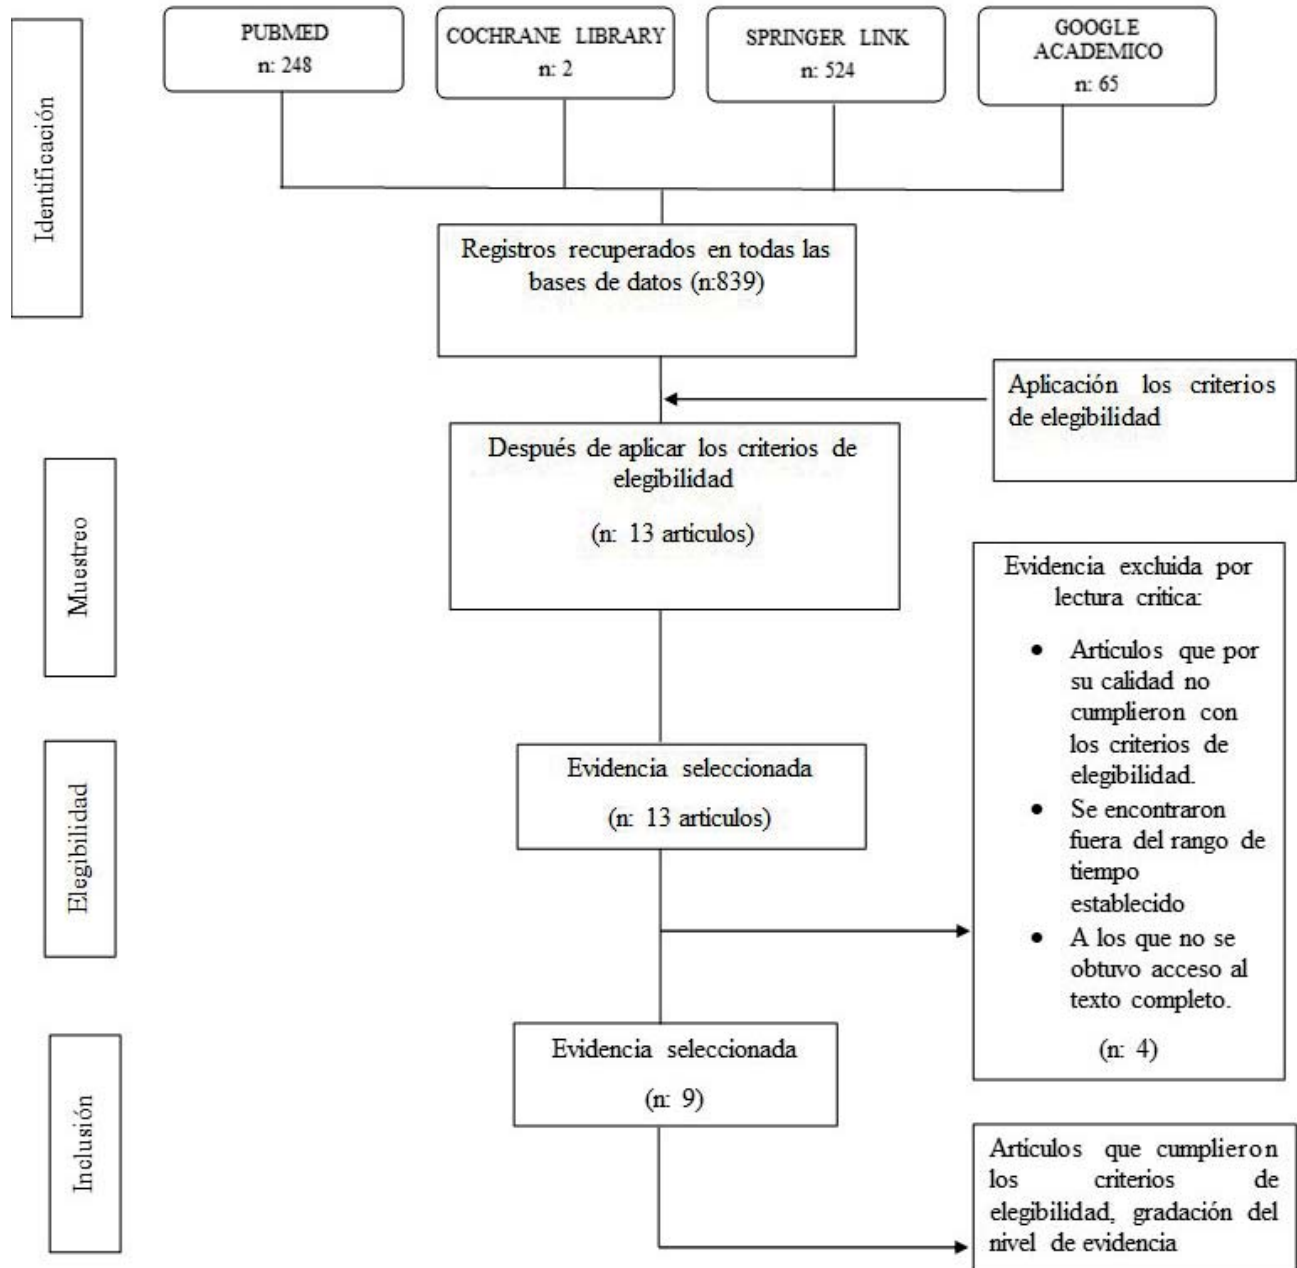 Identificación
PUBMED
n: 248
COCHRANE LIBRARY
n: 2
SPRINGER LINK
n: 524
GOOGLE
ACADEMICO
n: 65
Registros recuperados en todas las
bases de datos (n:839)
Aplicación los criterios
de elegibilidad
Muestreo
Después de aplicar los criterios de
elegibilidad
(n: 13 artículos)
Evidencia excluida por
lectura critica:
• Artículos que por
su calidad no
cumplieron con
los criterios de
elegibilidad.
• Se encontraron
fuera del rango de
tiempo
establecido
• A los que no se
obtuvo acceso al
texto completo.
(n: 4)
Elegibilidad
Evidencia seleccionada
(n: 13 artículos)
Inclusión
Evidencia seleccionada
(n: 9)
Artículos que cumplieron
los criterios de
elegibilidad, gradación del
nivel de evidencia